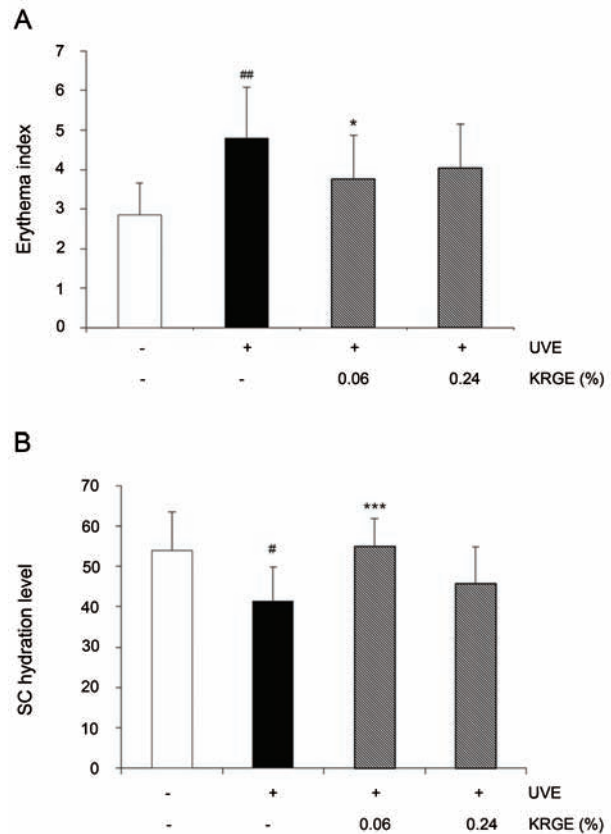 A
7
6
5
4
3
2
1
0
Erythema index
##
*
- + + + UVE
- - 0.06 0.24 KRGE (%)
B
70
60
50
40
30
20
10
0
SC hydration level
#
***
- + + + UVE
- - 0.06 0.24 KRGE (%)